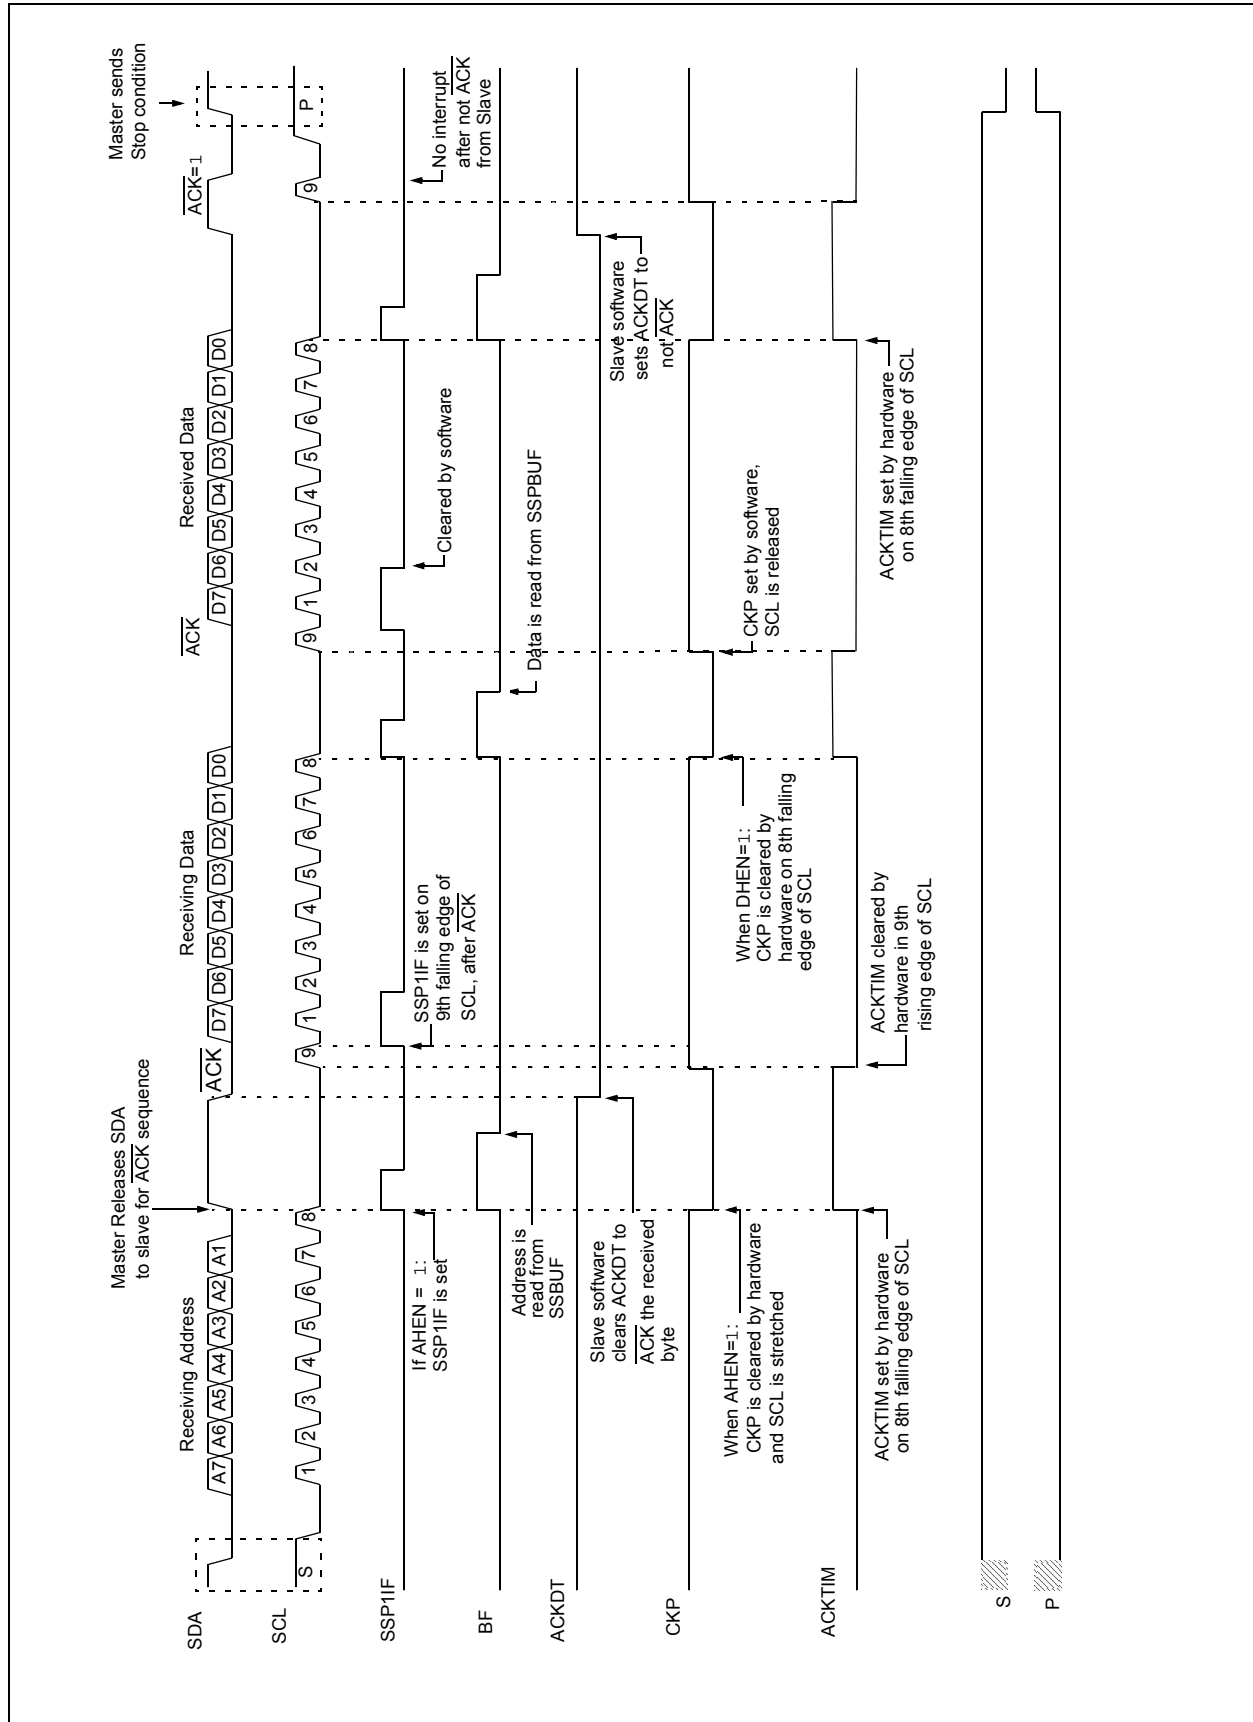 Master Releases SDA
to slave for ACK sequence
Master sends
Stop condition
Receiving Address
Receiving Data
Received Data
ACK
ACK
ACK=1
SDA
A7 A6 A5 A4 A3 A2 A1
D7 D6 D5 D4 D3 D2 D1 D0
D7 D6 D5 D4 D3 D2 D1 D0
SCL
S 1 2 3 4 5 6 7 8 9 1 2 3 4 5 6 7 8 9 1 2 3 4 5 6 7 8 9 P
SSP1IF
If AHEN = 1:
SSP1IF is set
SSP1IF is set on
9th falling edge of
SCL, after ACK
Cleared by software
No interrupt
after not ACK
from Slave
BF
Address is
read from
SSBUF
Data is read from SSPBUF
ACKDT
Slave software
clears ACKDT to
ACK the received
byte
Slave software
sets ACKDT to
not ACK
CKP
When AHEN=1:
CKP is cleared by hardware
and SCL is stretched
When DHEN=1:
CKP is cleared by
hardware on 8th falling
edge of SCL
CKP set by software,
SCL is released
ACKTIM
ACKTIM set by hardware
on 8th falling edge of SCL
ACKTIM cleared by
hardware in 9th
rising edge of SCL
ACKTIM set by hardware
on 8th falling edge of SCL
S
P